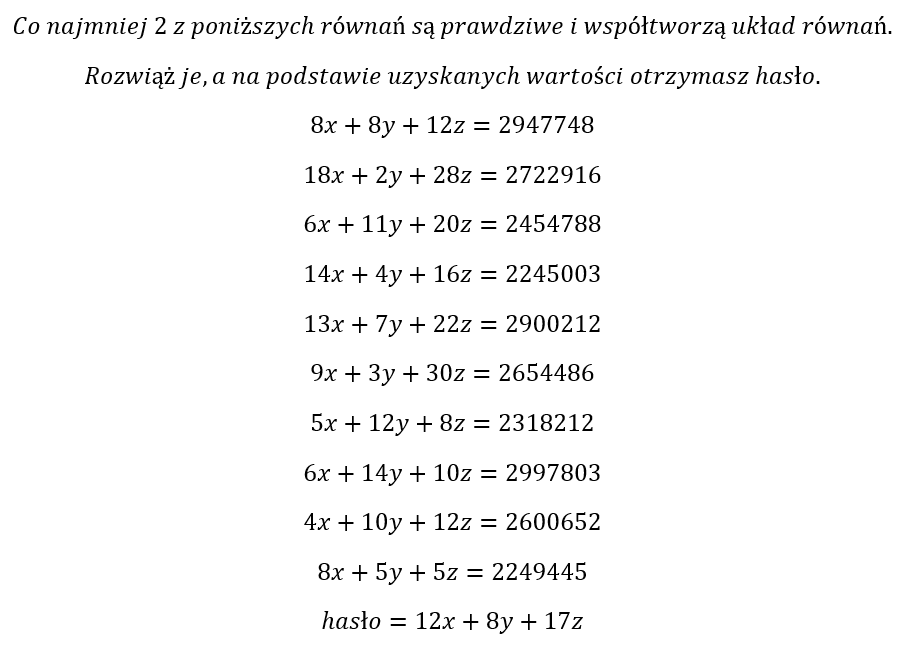 Co najmniej 2 z poniższych równań są prawdziwe i współtworzą układ równań.
Rozwiąż je, a na podstawie uzyskanych wartości otrzymasz hasło.
8x + 8y + 12z = 2947748
18x + 2y + 28z = 2722916
6x + 11y + 20z = 2454788
14x + 4y + 16z = 2245003
13x + 7y + 22z = 2900212
9x + 3y + 30z = 2654486
5x + 12y + 8z = 2318212
6x + 14y + 10z = 2997803
4x + 10y + 12z = 2600652
8x + 5y + 5z = 2249445
hasło = 12x + 8y + 17z